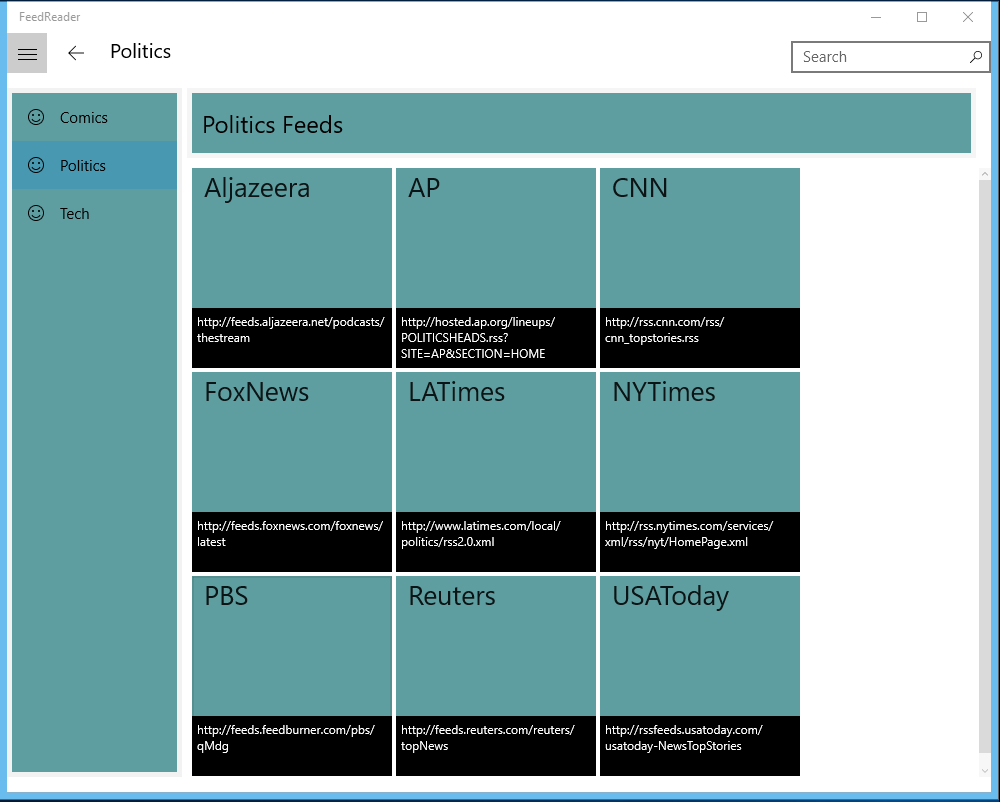 FeedReader
Politics
Search
Comics
Politics
Tech
Politics Feeds
Aljazeera
http://feeds.aljazeera.net/podcasts/
thestream
AP
http://hosted.ap.org/lineups/
POLITICSHEADS.rss?
SITE=AP&SECTION=HOME
CNN
http://rss.cnn.com/rss/
cnn_topstories.rss
FoxNews
http://feeds.foxnews.com/foxnews/
latest
LATimes
http://www.latimes.com/local/
politics/rss2.0.xml
NYTimes
http://rss.nytimes.com/services/
xml/rss/nyt/HomePage.xml
PBS
http://feeds.feedburner.com/pbs/
qMdg
Reuters
http://feeds.reuters.com/reuters/
topNews
USAToday
http://rssfeeds.usatoday.com/
usatoday-NewsTopStories